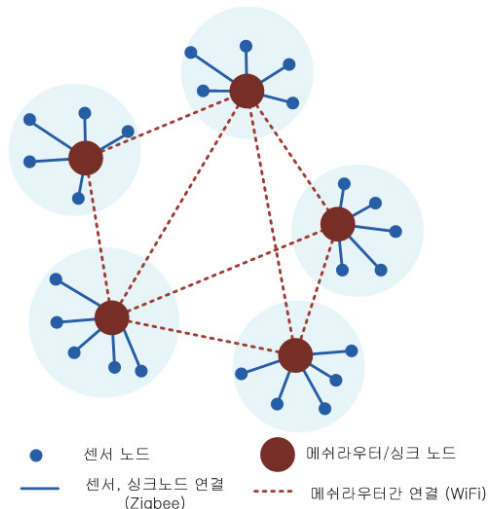 센서 노드
메쉬라우터/싱크 노드
센서, 싱크노드 연결
(Zigbee)
메쉬라우터간 연결 (WiFi)